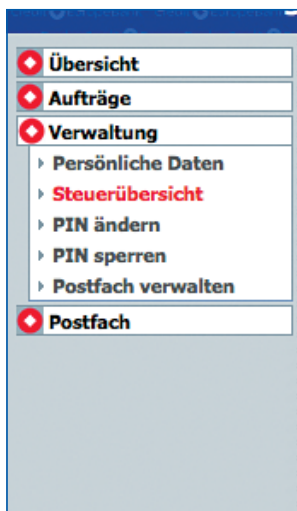 Übersicht
Aufträge
Verwaltung
Persönliche Daten
Steuerübersicht
PIN ändern
PIN sperren
Postfach verwalten
Postfach